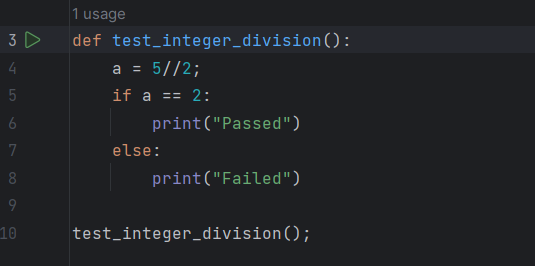 1 usage
3 def test_integer_division():
4     a = 5//2;
5     if a == 2:
6         print("Passed")
7     else:
8         print("Failed")
9
10 test_integer_division();